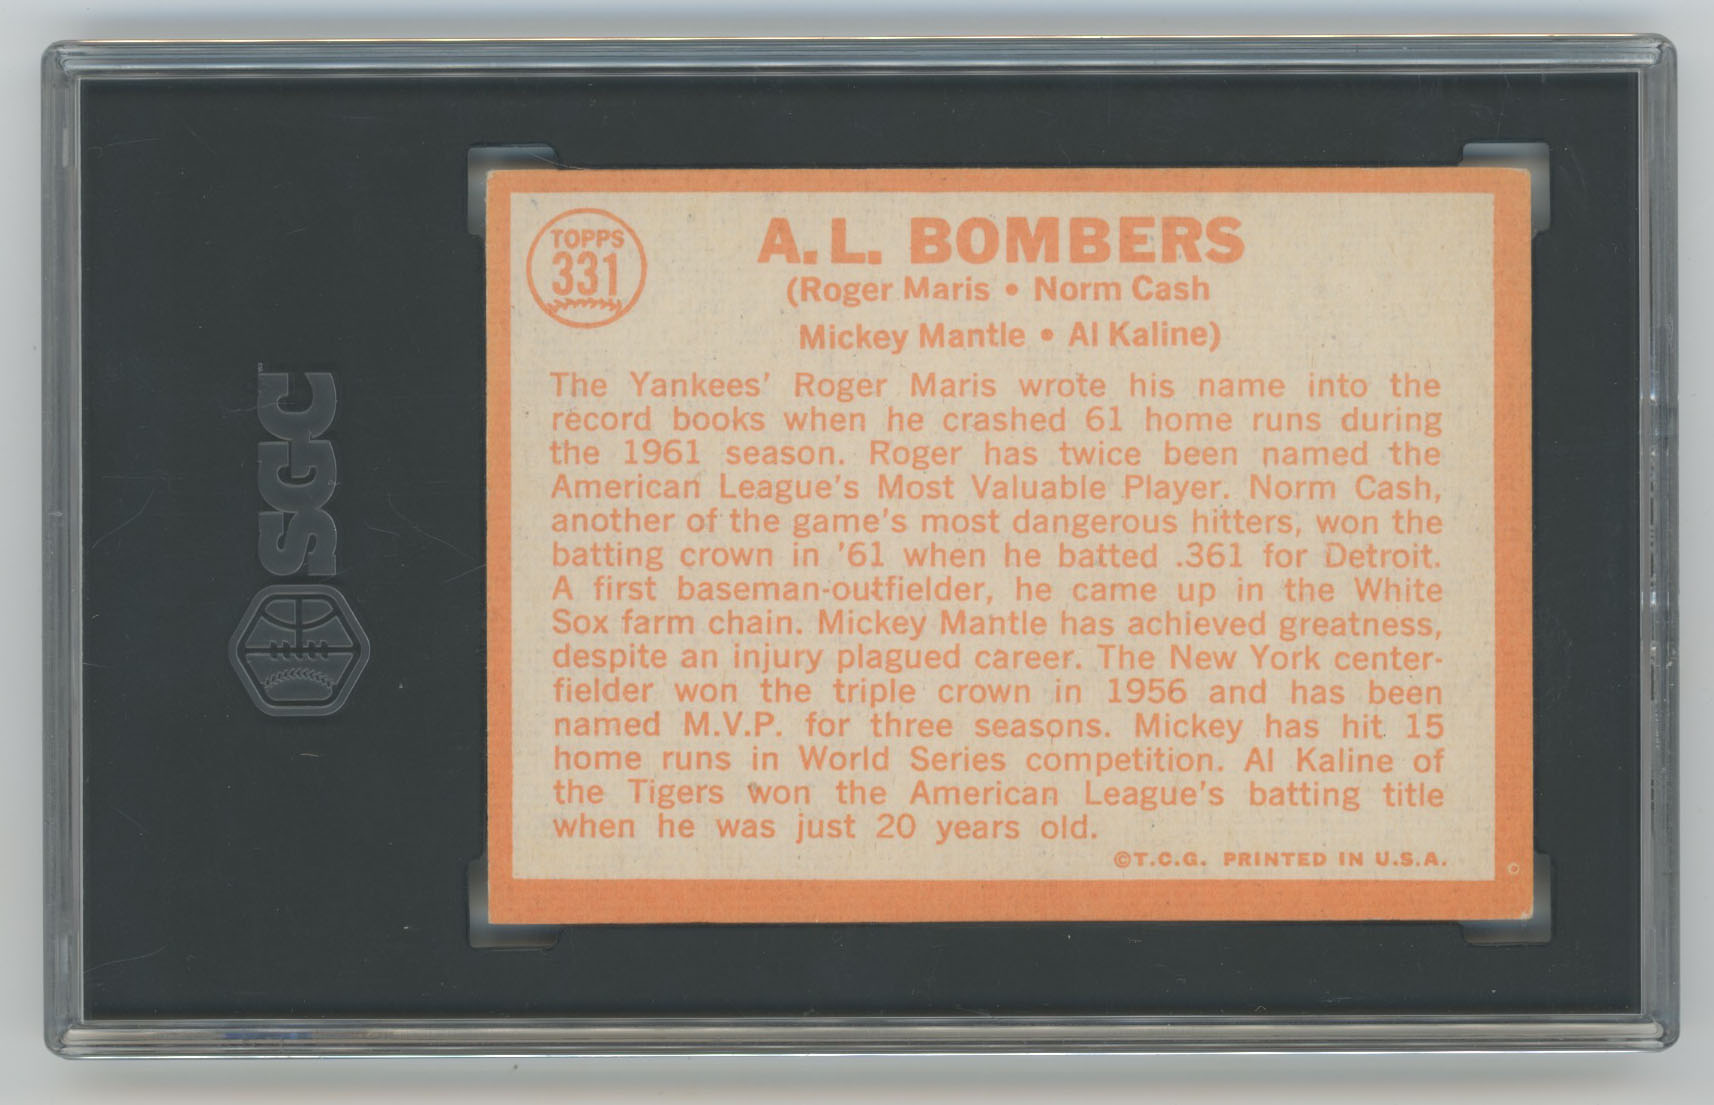 SGC
TOPPS
331
A.L. BOMBERS
(Roger Maris • Norm Cash
Mickey Mantle • Al Kaline)
The Yankees' Roger Maris wrote his name into the
record books when he crashed 61 home runs during
the 1961 season. Roger has twice been named the
American League's Most Valuable Player. Norm Cash,
another of the game's most dangerous hitters, won the
batting crown in '61 when he batted .361 for Detroit.
A first baseman-outfielder, he came up in the White
Sox farm chain. Mickey Mantle has achieved greatness,
despite an injury plagued career. The New York center-
fielder won the triple crown in 1956 and has been
named M.V.P. for three seasons. Mickey has hit 15
home runs in World Series competition. Al Kaline of
the Tigers won the American League's batting title
when he was just 20 years old.
©T.C.G. PRINTED IN U.S.A.